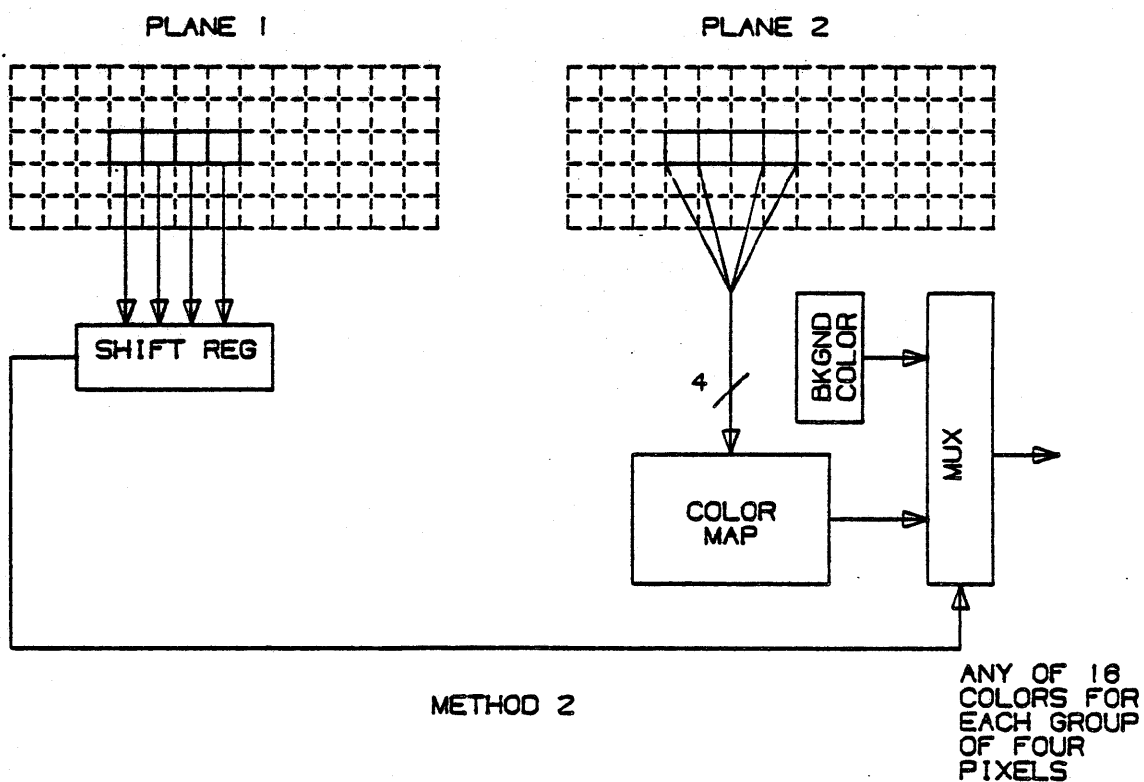 PLANE 1
PLANE 2
SHIFT REG
4
BKGND
COLOR
MUX
COLOR
MAP
METHOD 2
ANY OF 16
COLORS FOR
EACH GROUP
OF FOUR
PIXELS